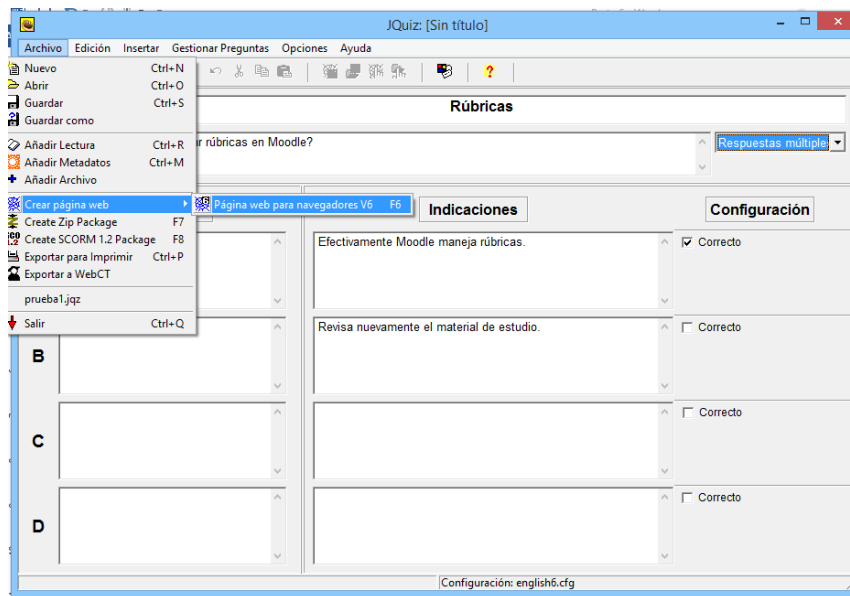 JQuiz: [Sin título]
Archivo Edición Insertar Gestionar Preguntas Opciones Ayuda
Nuevo Ctrl+N
Abrir Ctrl+O
Guardar Ctrl+S
Guardar como
Añadir Lectura Ctrl+R
Añadir Metadatos Ctrl+M
Añadir Archivo
Crear página web
Página web para navegadores V6 F6
Create Zip Package F7
Create SCORM 1.2 Package F8
Exportar para Imprimir Ctrl+P
Exportar a WebCT
prueba1.jqz
Salir Ctrl+Q
Rúbricas
rúbricas en Moodle?
Respuestas múltiple
Indicaciones
Configuración
Efectivamente Moodle maneja rúbricas.
Correcto
B
Revisa nuevamente el material de estudio.
Correcto
C
Correcto
D
Correcto
Configuración: english6.cfg